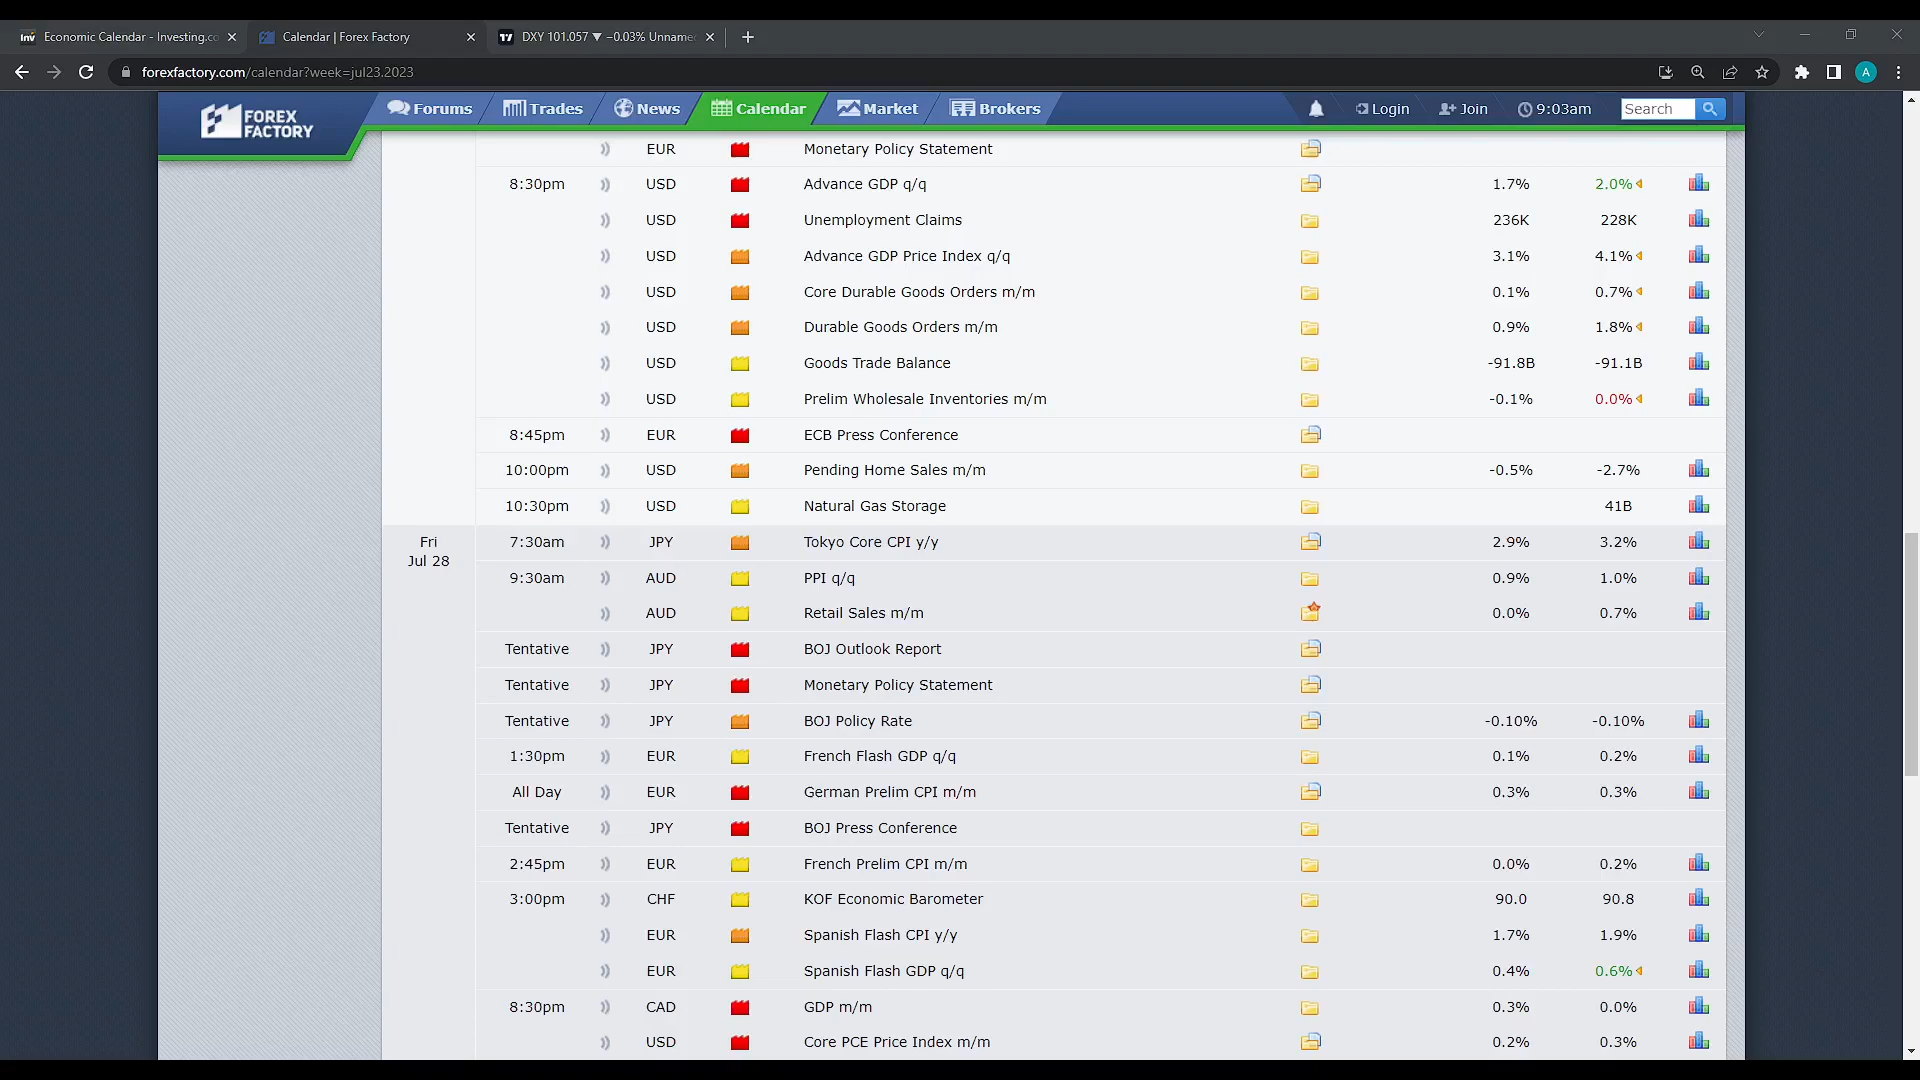 Economic Calendar - Investing.co
Calendar | Forex Factory
DXY 101.057 ▼ −0.03% Unname
forexfactory.com/calendar?week=jul23.2023
A
FOREX FACTORY
Forums Trades News Calendar Market Brokers Login Join 9:03am Search
EUR Monetary Policy Statement
8:30pm USD Advance GDP q/q 1.7% 2.0%
USD Unemployment Claims 236K 228K
USD Advance GDP Price Index q/q 3.1% 4.1%
USD Core Durable Goods Orders m/m 0.1% 0.7%
USD Durable Goods Orders m/m 0.9% 1.8%
USD Goods Trade Balance -91.8B -91.1B
USD Prelim Wholesale Inventories m/m -0.1% 0.0%
8:45pm EUR ECB Press Conference
10:00pm USD Pending Home Sales m/m -0.5% -2.7%
10:30pm USD Natural Gas Storage 41B
Fri Jul 28 7:30am JPY Tokyo Core CPI y/y 2.9% 3.2%
9:30am AUD PPI q/q 0.9% 1.0%
AUD Retail Sales m/m 0.0% 0.7%
Tentative JPY BOJ Outlook Report
Tentative JPY Monetary Policy Statement
Tentative JPY BOJ Policy Rate -0.10% -0.10%
1:30pm EUR French Flash GDP q/q 0.1% 0.2%
All Day EUR German Prelim CPI m/m 0.3% 0.3%
Tentative JPY BOJ Press Conference
2:45pm EUR French Prelim CPI m/m 0.0% 0.2%
3:00pm CHF KOF Economic Barometer 90.0 90.8
EUR Spanish Flash CPI y/y 1.7% 1.9%
EUR Spanish Flash GDP q/q 0.4% 0.6%
8:30pm CAD GDP m/m 0.3% 0.0%
USD Core PCE Price Index m/m 0.2% 0.3%